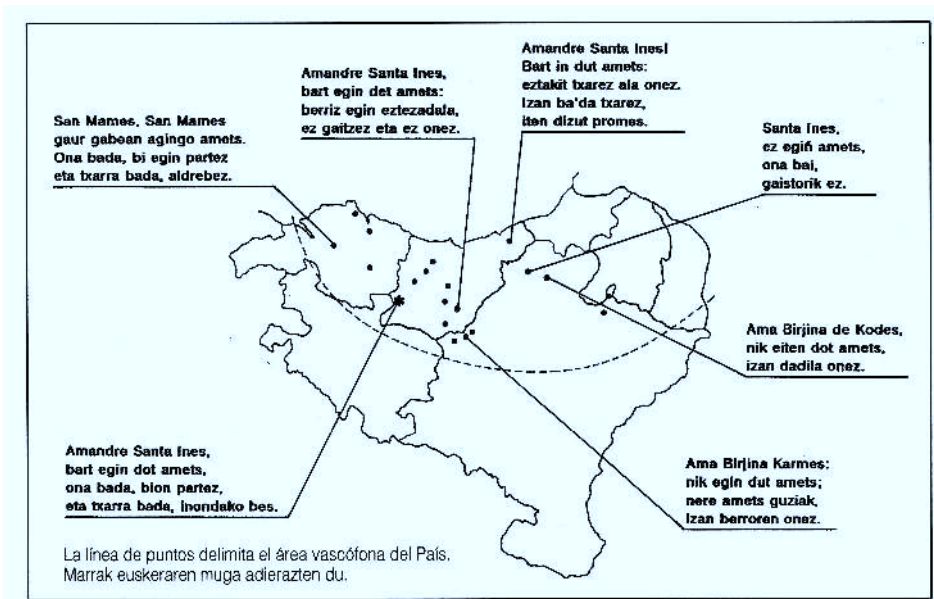 San Mames, San Mames
gaur gabean agingo amets.
Ona bada, bi egin partez
eta txarra bada, aldrebez.
Amandre Santa Ines,
bart egin det amets:
berriz egin eztezadala,
ez gaitzez eta ez onez.
Amandre Santa Ines!
Bart in dut amets:
eztakit txarez ala onez.
Izan ba'da txarez,
iten dizut promes.
Santa Ines,
ez egiñ amets,
ona bai,
gaistorik ez.
Ama Birjina de Kodes,
nik eiten dot amets,
izan dadila onez.
Amandre Santa Ines,
bart egin dot amets,
ona bada, bion partez,
eta txarra bada, inondako bes.
Ama Birjina Karmes:
nik egin dut amets;
nere amets guziak,
izan berroren onez.
La línea de puntos delimita el área vascófona del País.
Marrak euskeraren muga adierazten du.